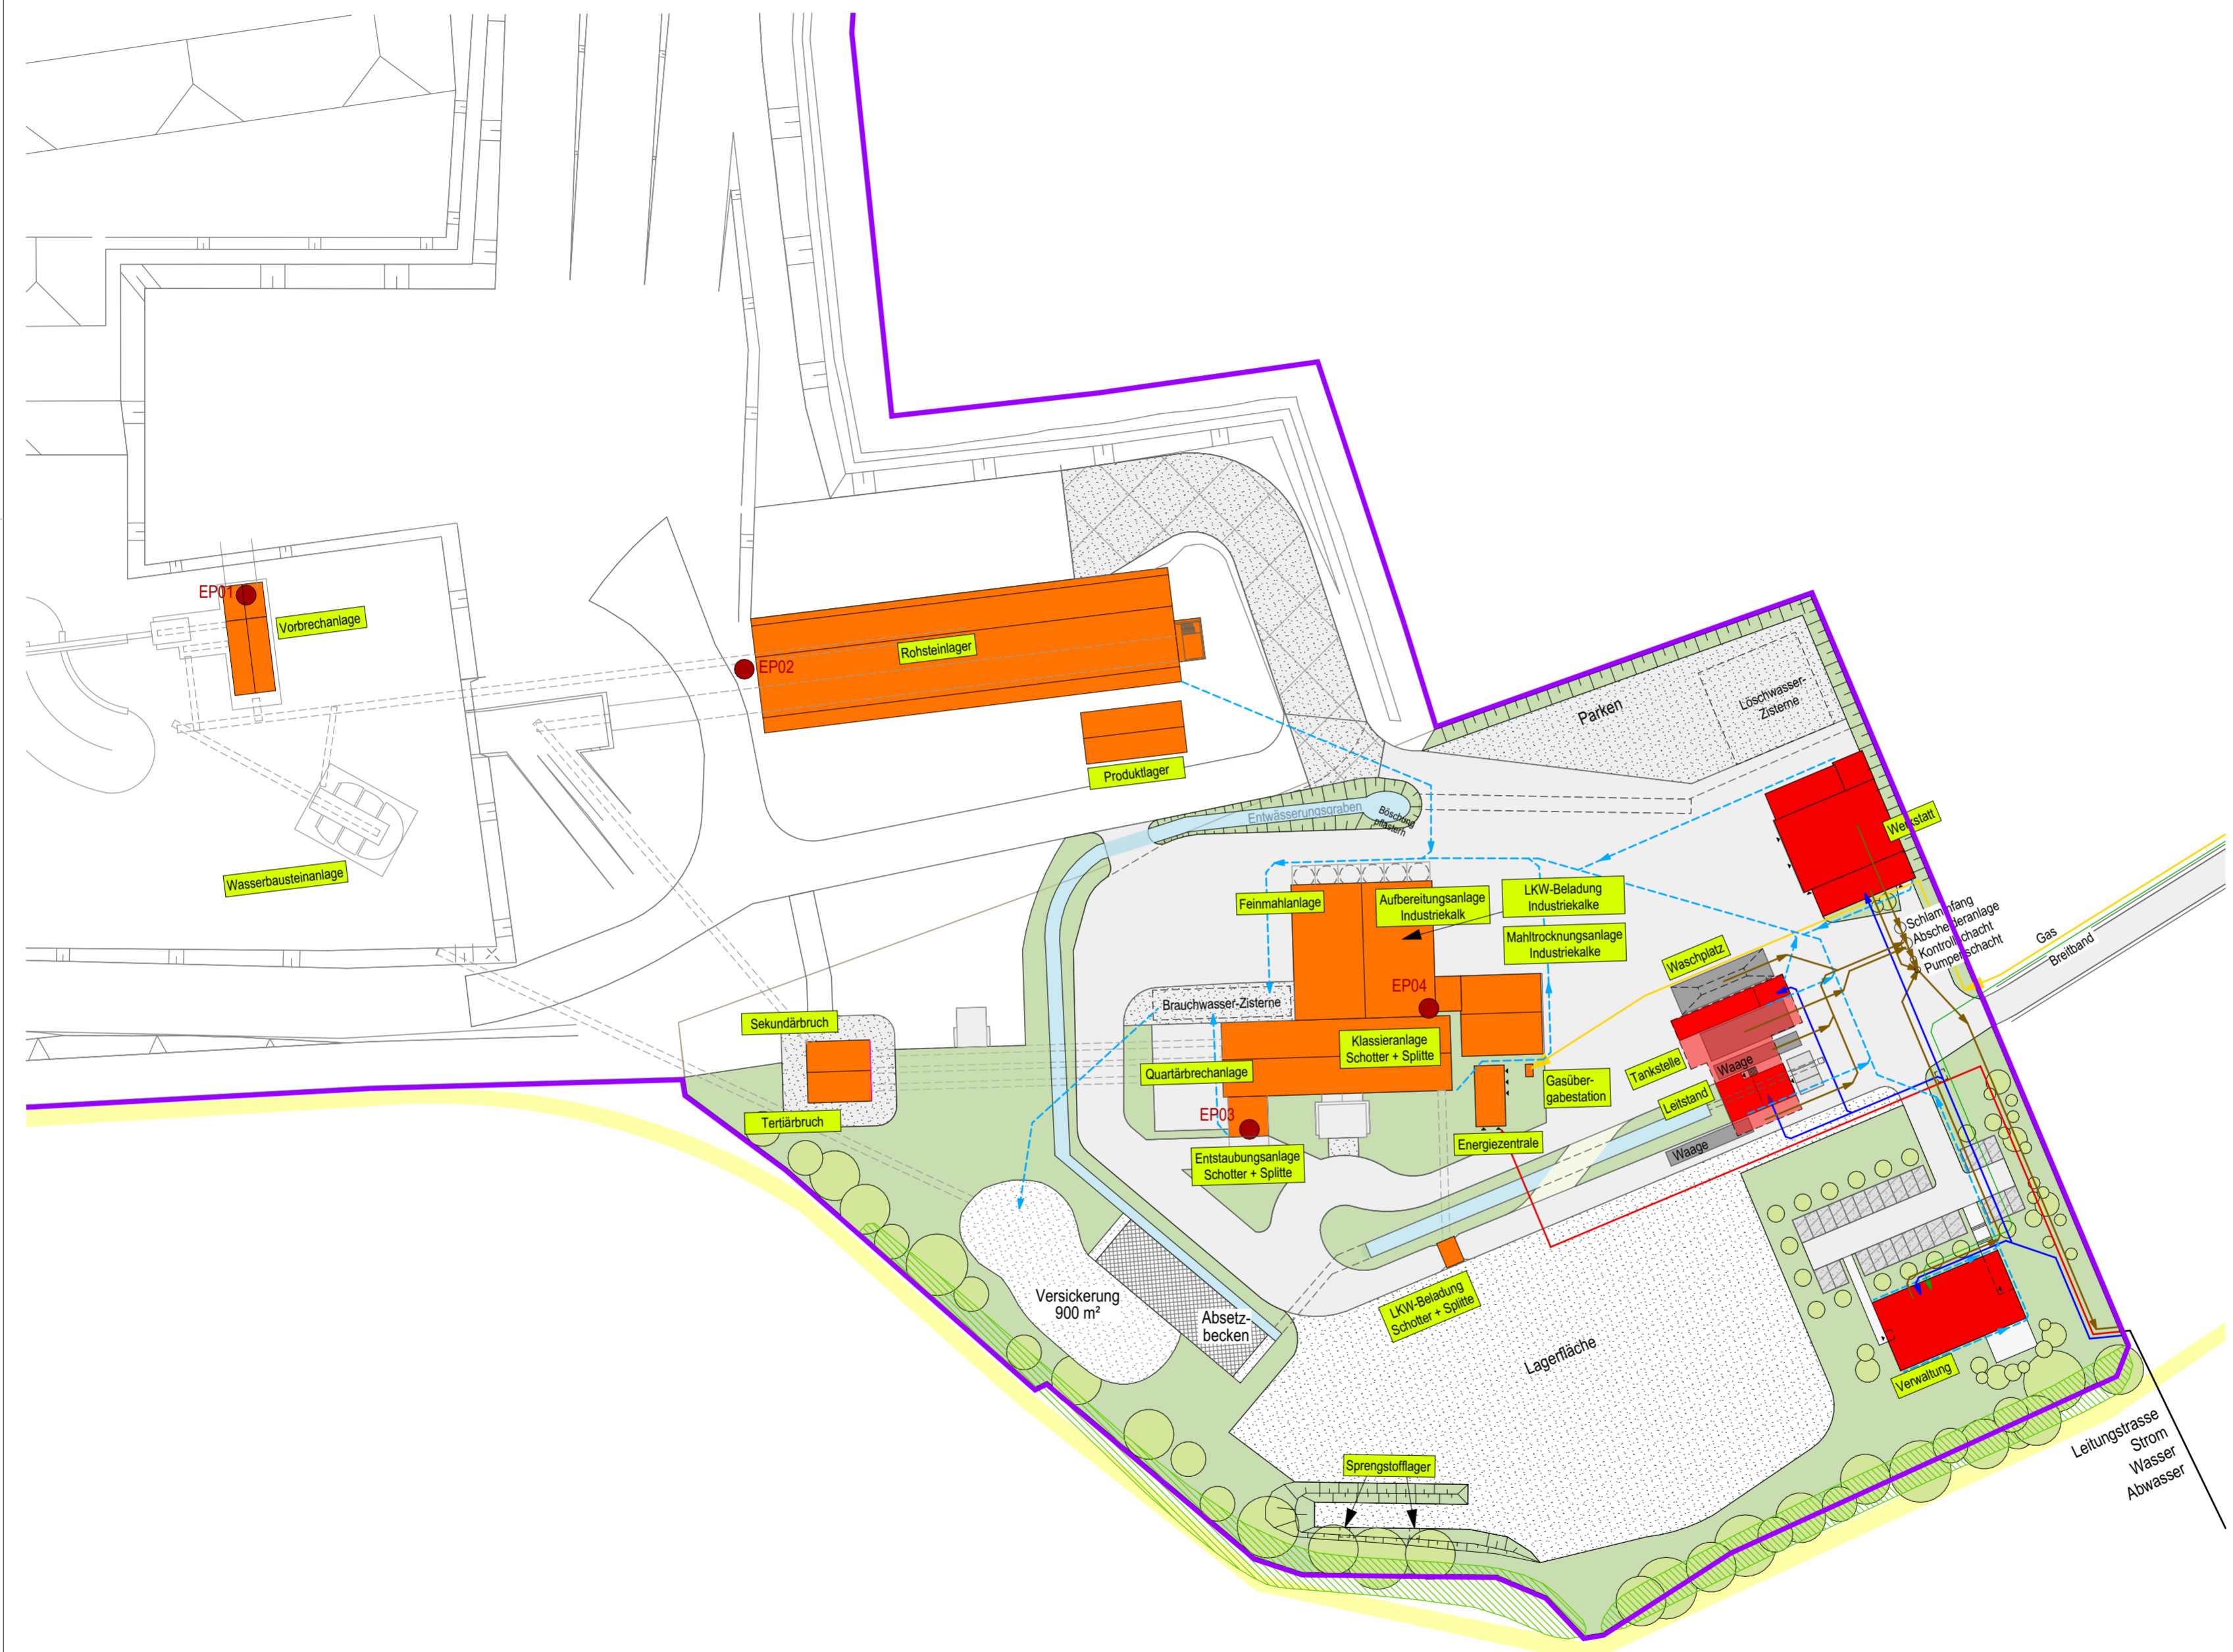 EP01
Vorbrechanlage
Wasserbausteinanlage
EP02
Rohsteinlager
Produktlager
Parken
Löschwasser-
Zisterne
Entwässerungsgraben
Böschung
pflastern
Werkstatt
Feinmahlanlage
Aufbereitungsanlage
Industriekalk
LKW-Beladung
Industriekalke
Mahltrocknungsanlage
Industriekalke
Schlammfang
Abscheideranlage
Kontrollschacht
Pumpenschacht
Gas
Breitband
Waschplatz
EP04
Brauchwasser-Zisterne
Sekundärbruch
Klassieranlage
Schotter + Splitte
Quartärbrechanlage
Gasüber-
gabestation
Tankstelle
Waage
Leitstand
Tertiärbruch
EP03
Entstaubungsanlage
Schotter + Splitte
Energiezentrale
Waage
Versickerung
900 m²
Absetz-
becken
LKW-Beladung
Schotter + Splitte
Lagerfläche
Verwaltung
Sprengstofflager
Leitungstrasse
Strom
Wasser
Abwasser